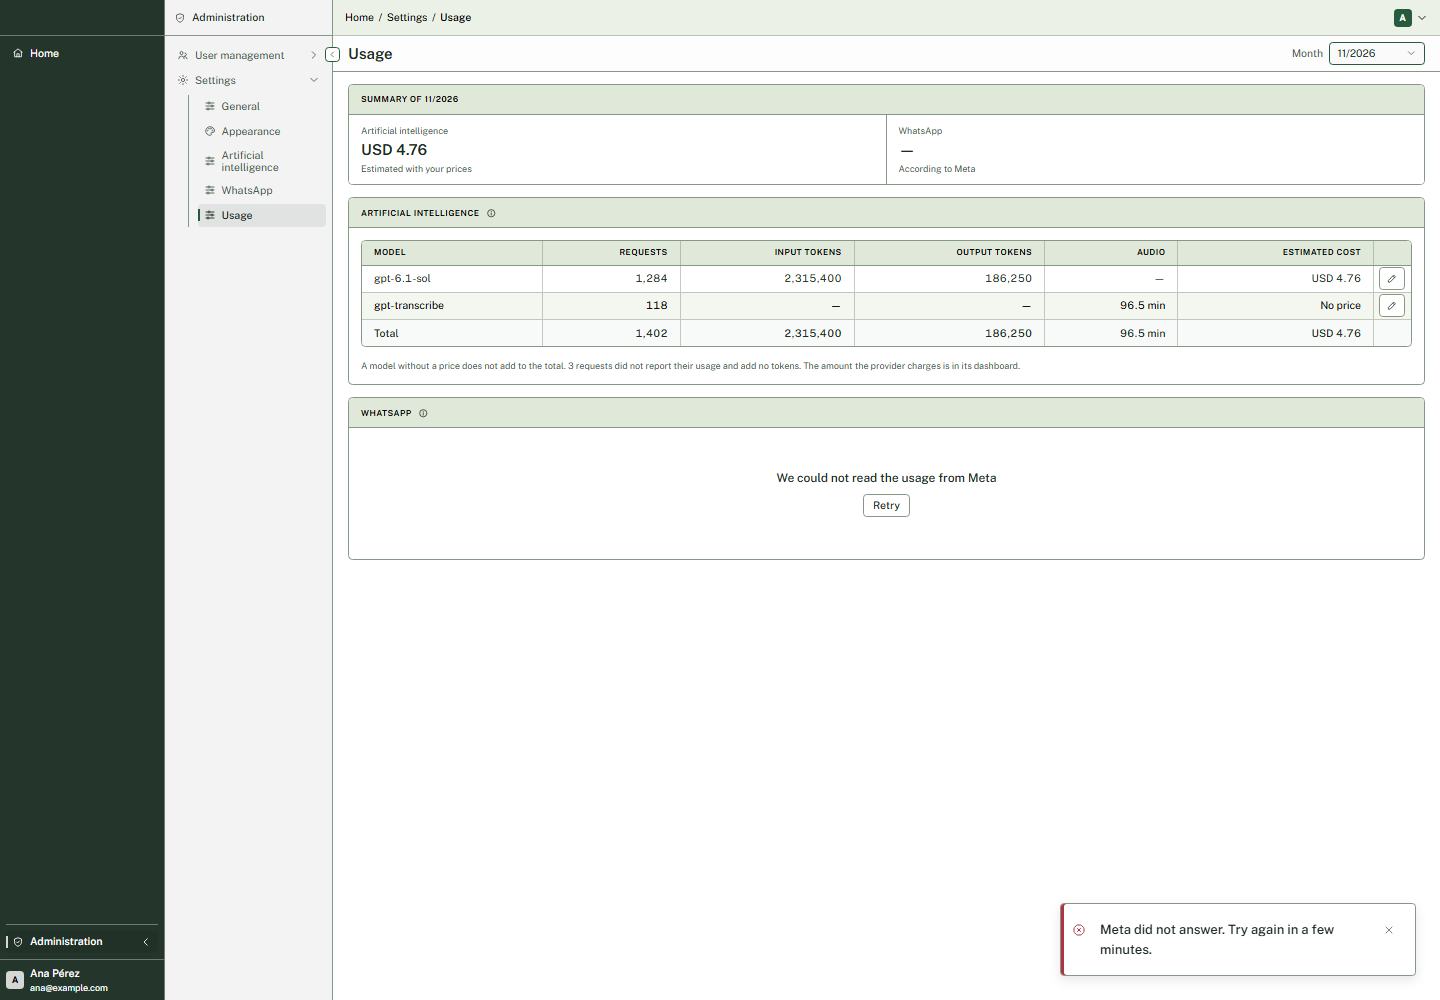 Administration
Home / Settings / Usage
A
Home
User management
Settings
General
Appearance
Artificial
intelligence
WhatsApp
Usage
Usage
Month
11/2026
SUMMARY OF 11/2026
Artificial intelligence
USD 4.76
Estimated with your prices
WhatsApp
—
According to Meta
ARTIFICIAL INTELLIGENCE
MODEL REQUESTS INPUT TOKENS OUTPUT TOKENS AUDIO ESTIMATED COST
gpt-6.1-sol 1,284 2,315,400 186,250 — USD 4.76
gpt-transcribe 118 — — 96.5 min No price
Total 1,402 2,315,400 186,250 96.5 min USD 4.76
A model without a price does not add to the total. 3 requests did not report their usage and add no tokens. The amount the provider charges is in its dashboard.
WHATSAPP
We could not read the usage from Meta
Retry
Meta did not answer. Try again in a few
minutes.
Administration
A
Ana Pérez
ana@example.com